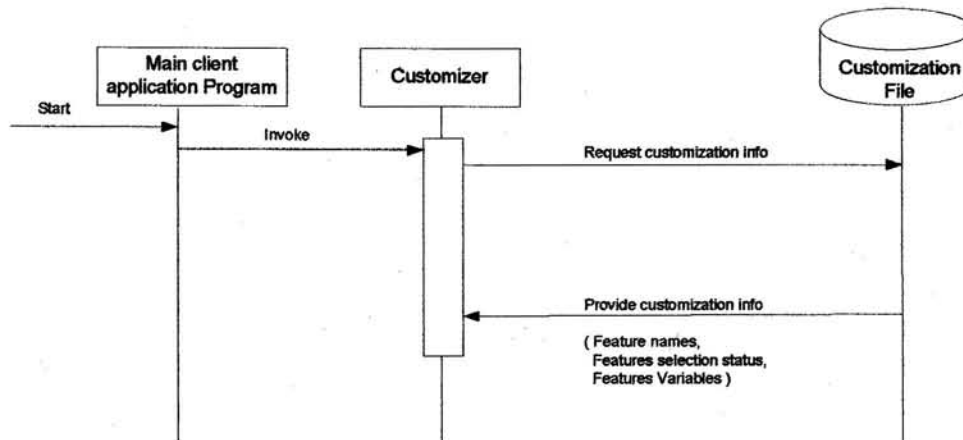 Main client
application Program
Customizer
Customization
File
Start
Invoke
Request customization info
Provide customization info
( Feature names,
Features selection status,
Features Variables )